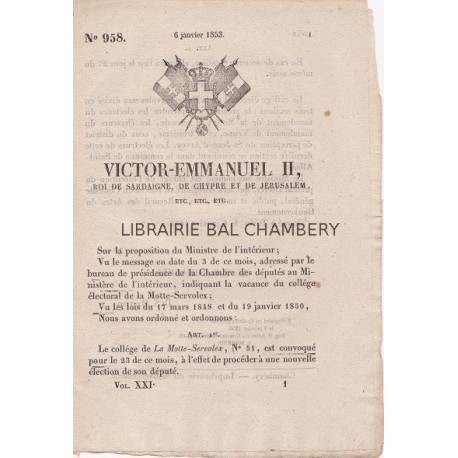 N° 958.
6 janvier 1853.
1
VICTOR-EMMANUEL II,
ROI DE SARDAIGNE, DE CHYPRE ET DE JÉRUSALEM,
ETC., ETC., ETC.
LIBRAIRIE BAL CHAMBERY
Sur la proposition du Ministre de l'intérieur;
Vu le message en date du 3 de ce mois, adressé par le
bureau de présidence de la Chambre des députés au Mi-
nistère de l'intérieur, indiquant la vacance du collége
électoral de la Motte-Servolex;
Vu les lois du 17 mars 1848 et du 19 janvier 1850,
Nous avons ordonné et ordonnons:
ART. 1er
Le collége de La Motte-Servolex, N° 51, est convoqué
pour le 23 de ce mois, à l'effet de procéder à une nouvelle
élection de son député.
VOL. XXI
1